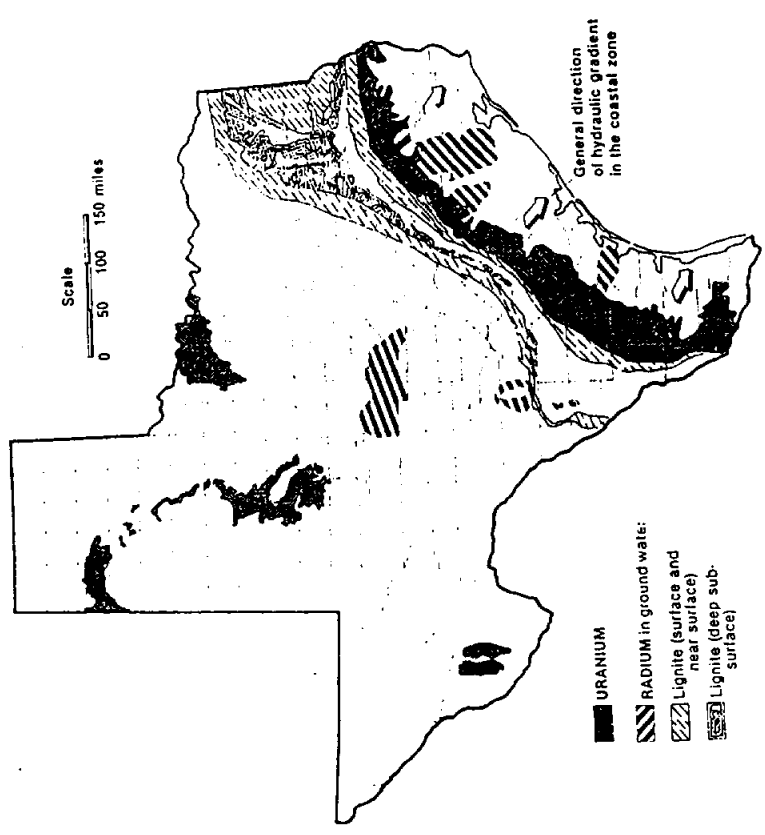 Scale
0 50 100 150 miles
General direction
of hydraulic gradient
in the coastal zone
URANIUM
RADIUM in ground wate:
Lignite (surface and
near surface)
Lignite (deep sub-
surface)